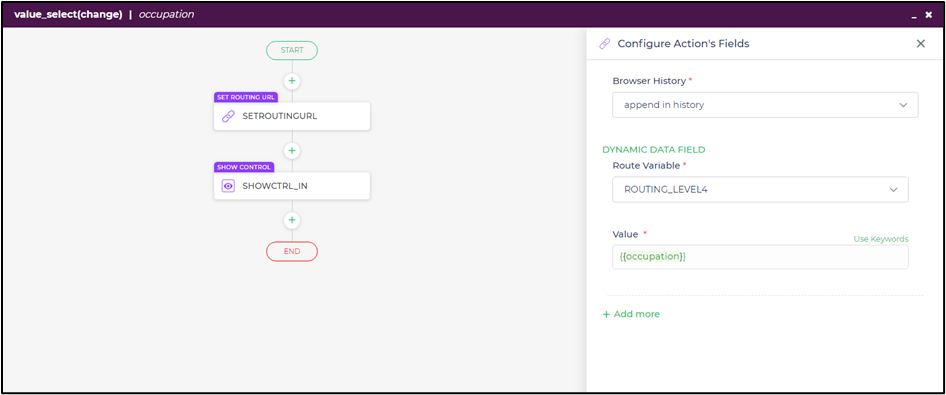 value_select(change) | occupation
START
SET ROUTING URL
SETROUTINGURL
SHOW CONTROL
SHOWCTRL_IN
END
Configure Action's Fields
Browser History *
append in history
DYNAMIC DATA FIELD
Route Variable *
ROUTING_LEVEL4
Value *
Use Keywords
{{occupation}}
+ Add more